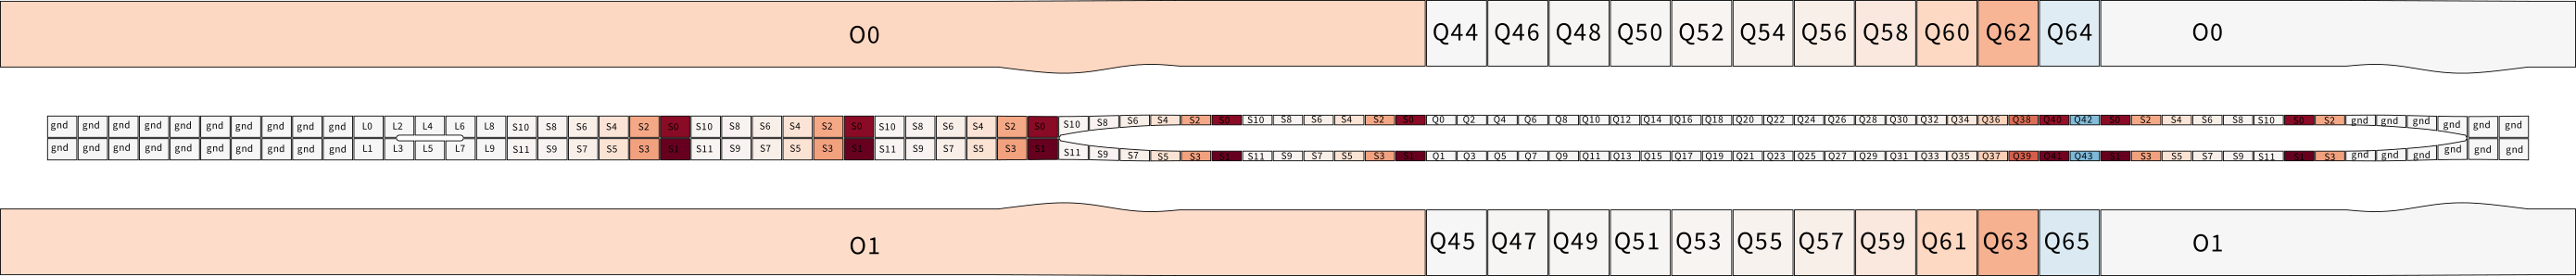 O0 Q44 Q46 Q48 Q50 Q52 Q54 Q56 Q58 Q60 Q62 Q64 O0
gnd gnd gnd gnd gnd gnd gnd gnd gnd gnd L0 L2 L4 L6 L8 S10 S8 S6 S4 S2 S0 S10 S8 S6 S4 S2 S0 S10 S8 S6 S4 S2 S0 S10 S8 S6 S4 S2 S0 S10 S8 S6 S4 S2 S0 Q0 Q2 Q4 Q6 Q8 Q10 Q12 Q14 Q16 Q18 Q20 Q22 Q24 Q26 Q28 Q30 Q32 Q34 Q36 Q38 Q40 Q42 S0 S2 S4 S6 S8 S10 S0 S2 gnd gnd gnd gnd gnd gnd
gnd gnd gnd gnd gnd gnd gnd gnd gnd gnd L1 L3 L5 L7 L9 S11 S9 S7 S5 S3 S1 S11 S9 S7 S5 S3 S1 S11 S9 S7 S5 S3 S1 S11 S9 S7 S5 S3 S1 S11 S9 S7 S5 S3 S1 Q1 Q3 Q5 Q7 Q9 Q11 Q13 Q15 Q17 Q19 Q21 Q23 Q25 Q27 Q29 Q31 Q33 Q35 Q37 Q39 Q41 Q43 S1 S3 S5 S7 S9 S11 S1 S3 gnd gnd gnd gnd gnd gnd
O1 Q45 Q47 Q49 Q51 Q53 Q55 Q57 Q59 Q61 Q63 Q65 O1